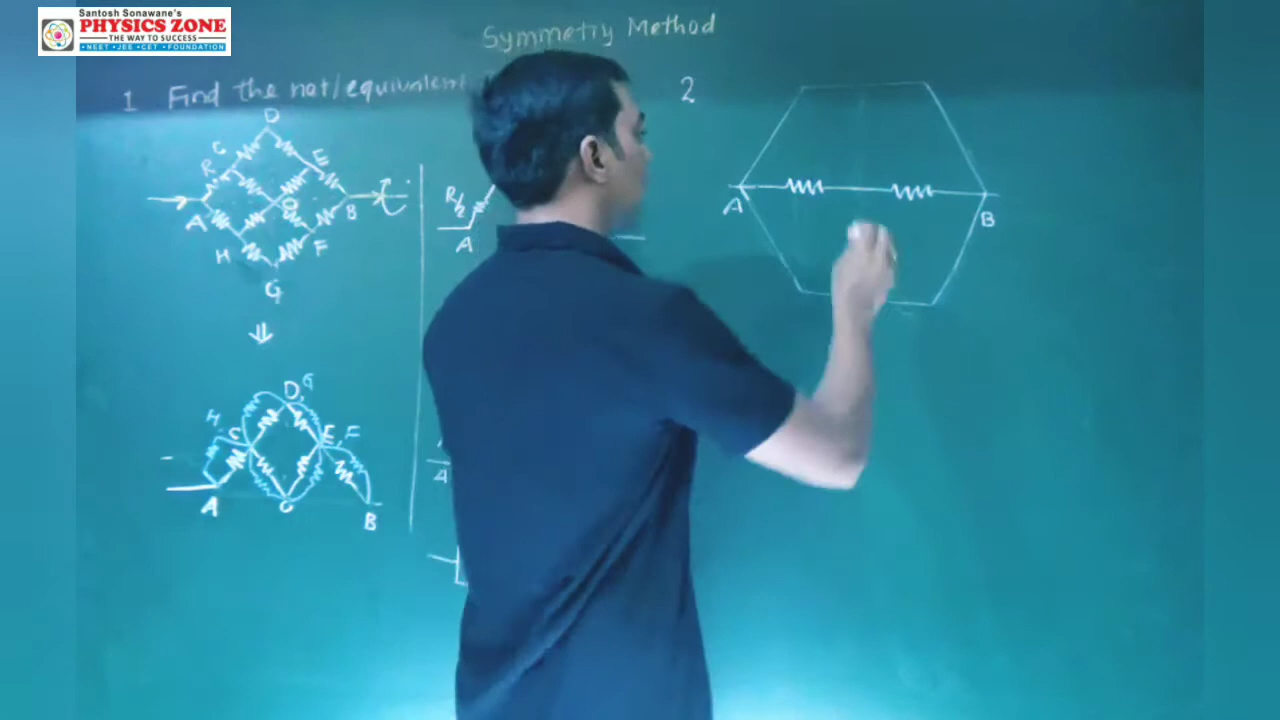 Santosh Sonawane's
PHYSICS ZONE
THE WAY TO SUCCESS
• NEET • JEE • CET • FOUNDATION
Symmetry Method
1 Find the net/equivalent
2
D
C
E
R
O
A
B
H
F
G
R/2
A
A
B
D,G
H
C
E,F
A
O
B
A